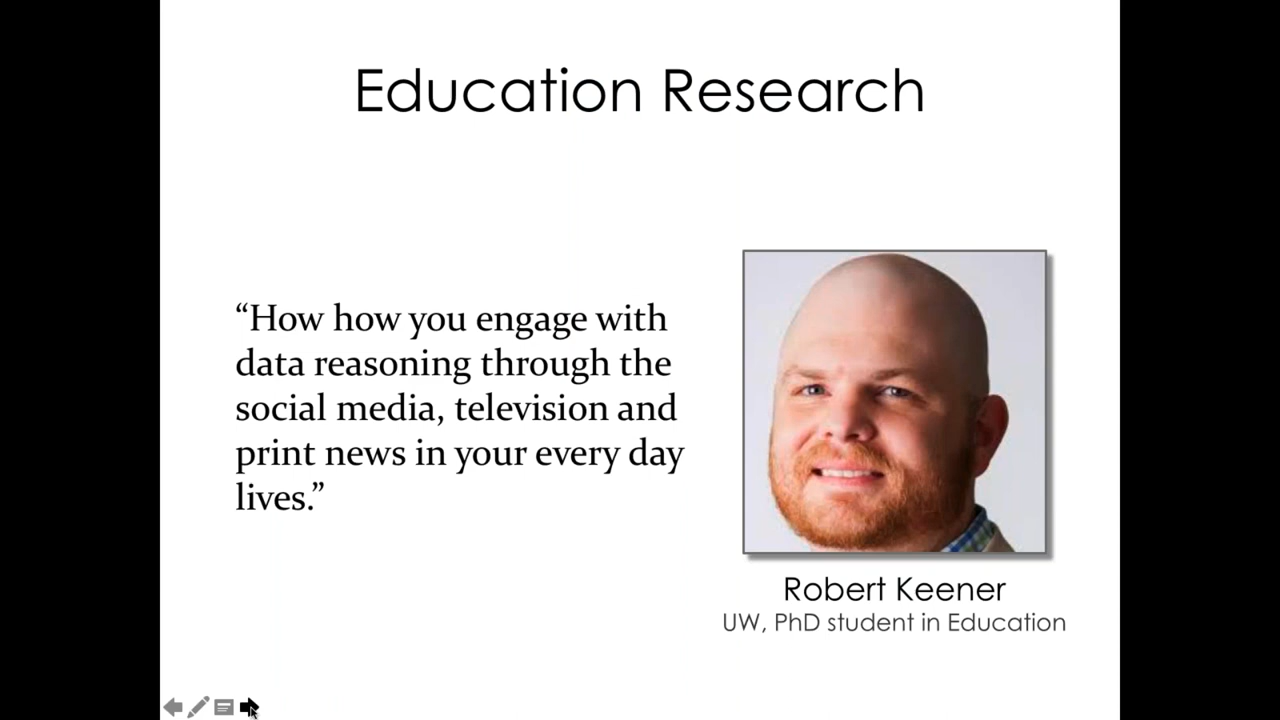 Education Research
“How how you engage with
data reasoning through the
social media, television and
print news in your every day
lives.”
Robert Keener
UW, PhD student in Education